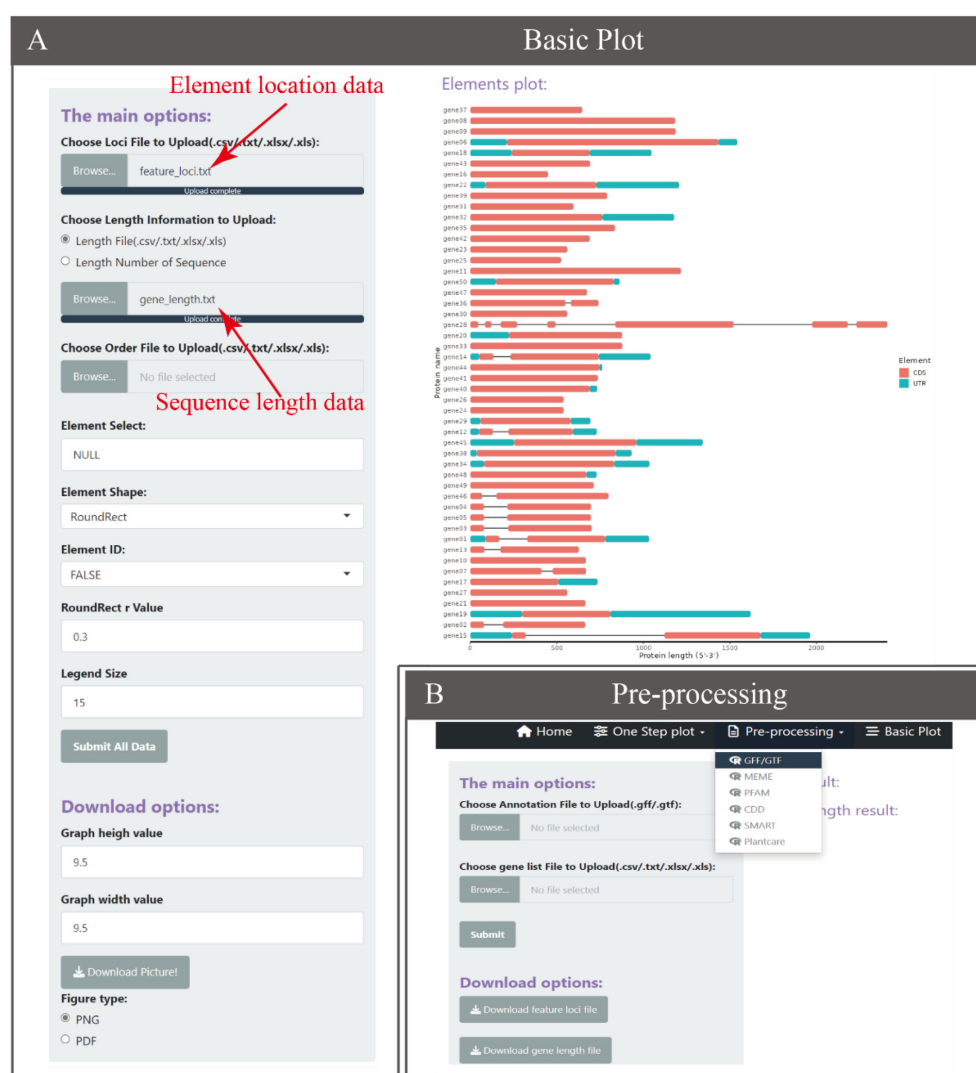 A
Basic Plot
Element location data
The main options:
Choose Loci File to Upload(.csv/.txt/.xlsx/.xls):
Browse...
feature_loci.txt
Upload complete
Choose Length Information to Upload:
Length File(.csv/.txt/.xlsx/.xls)
Length Number of Sequence
Browse...
gene_length.txt
Upload complete
Choose Order File to Upload(.csv/.txt/.xlsx/.xls):
Browse...
No file selected
Sequence length data
Element Select:
NULL
Element Shape:
RoundRect
Element ID:
FALSE
RoundRect r Value
0.3
Legend Size
15
Submit All Data
Download options:
Graph heigh value
9.5
Graph width value
9.5
Download Picture!
Figure type:
PNG
PDF
Elements plot:
gene37
gene08
gene09
gene06
gene18
gene43
gene16
gene22
gene39
gene31
gene32
gene35
gene42
gene23
gene25
gene11
gene50
gene47
gene36
gene30
gene28
gene20
gene33
gene14
gene44
gene41
gene40
gene26
gene24
gene29
gene12
gene45
gene38
gene34
gene48
gene49
gene46
gene04
gene05
gene03
gene01
gene13
gene10
gene07
gene17
gene27
gene21
gene19
gene02
gene15
Protein name
0 500 1000 1500 2000
Protein length (5'-3')
Element
CDS
UTR
B
Pre-processing
Home One Step plot Pre-processing Basic Plot
GFF/GTF
MEME
PFAM
CDD
SMART
Plantcare
The main options:
Choose Annotation File to Upload(.gff/.gtf):
Browse...
No file selected
Choose gene list File to Upload(.csv/.txt/.xlsx/.xls):
Browse...
No file selected
Submit
Download options:
Download feature loci file
Download gene length file
ult:
ngth result: